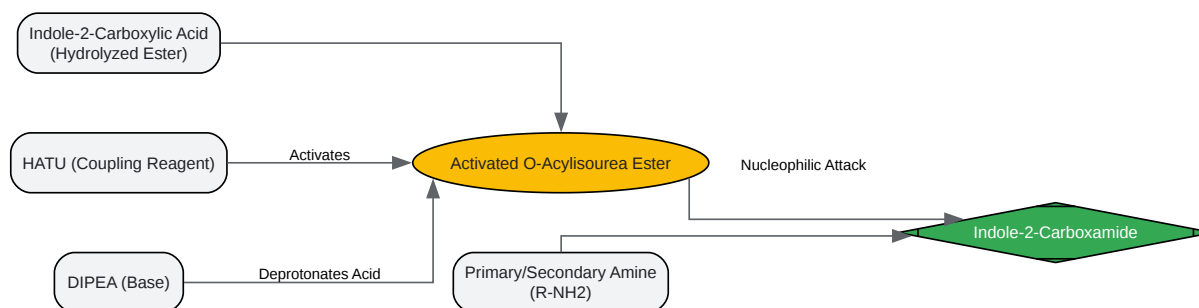 Indole-2-Carboxylic Acid
(Hydrolyzed Ester)
HATU (Coupling Reagent)
Activates
Activated O-Acylisourea Ester
Nucleophilic Attack
Indole-2-Carboxamide
DIPEA (Base)
Deprotonates Acid
Primary/Secondary Amine
(R-NH2)